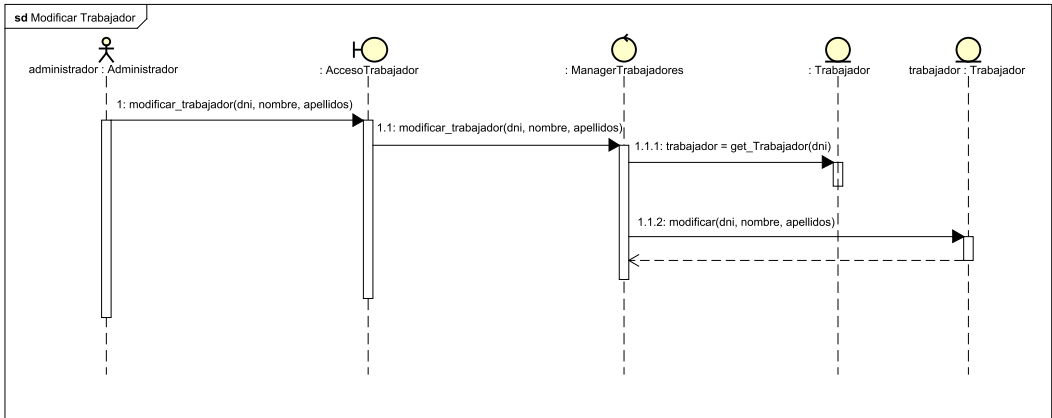 sd Modificar Trabajador
administrador : Administrador
: AccesoTrabajador
: ManagerTrabajadores
: Trabajador
trabajador : Trabajador
1: modificar_trabajador(dni, nombre, apellidos)
1.1: modificar_trabajador(dni, nombre, apellidos)
1.1.1: trabajador = get_Trabajador(dni)
1.1.2: modificar(dni, nombre, apellidos)